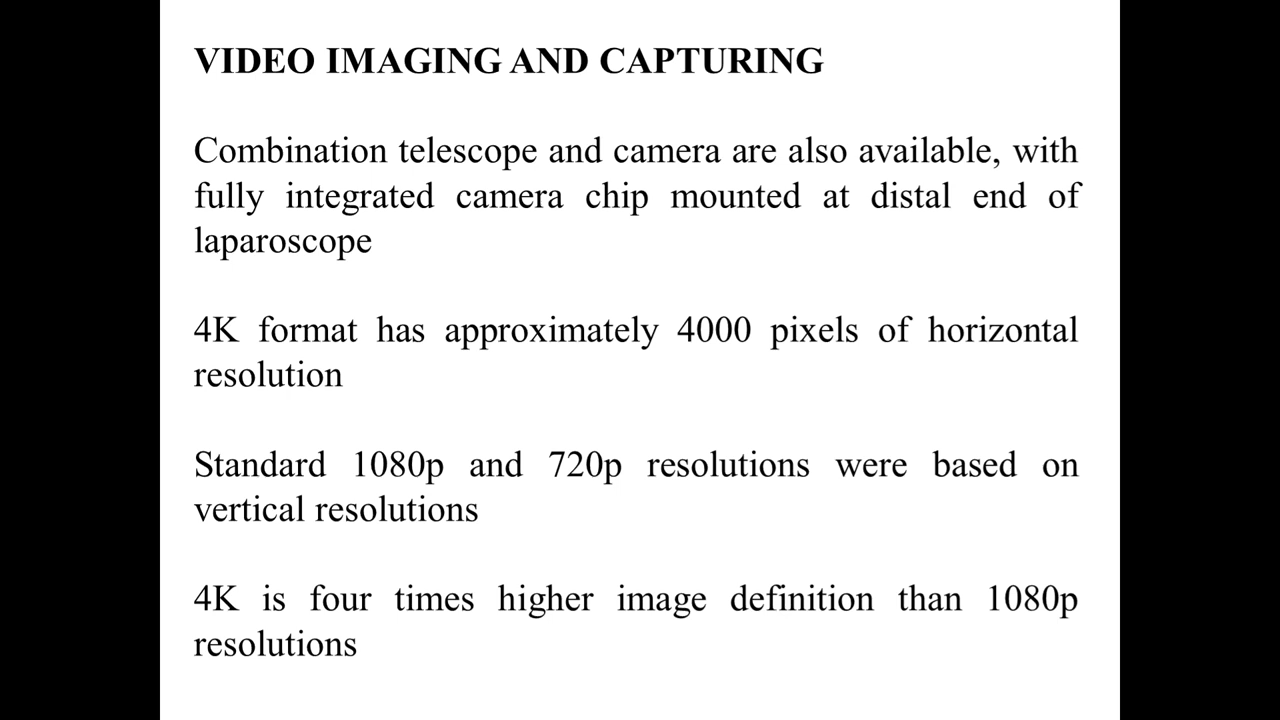 VIDEO IMAGING AND CAPTURING
Combination telescope and camera are also available, with
fully integrated camera chip mounted at distal end of
laparoscope
4K format has approximately 4000 pixels of horizontal
resolution
Standard 1080p and 720p resolutions were based on
vertical resolutions
4K is four times higher image definition than 1080p
resolutions